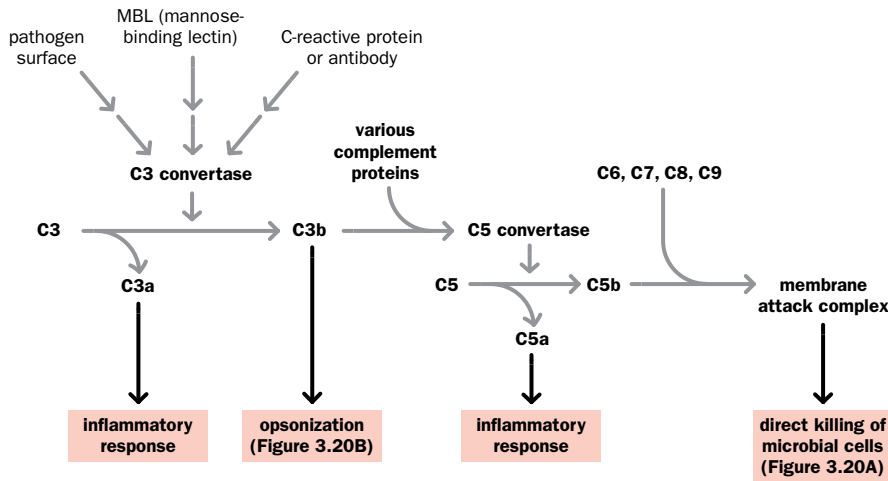 MBL (mannose-
binding lectin)
pathogen
surface
C-reactive protein
or antibody
various
complement
proteins
C3 convertase
C6, C7, C8, C9
C3
C3b
C5 convertase
C3a
C5
C5b
membrane
attack complex
C5a
inflammatory
response
opsonization
(Figure 3.20B)
inflammatory
response
direct killing of
microbial cells
(Figure 3.20A)